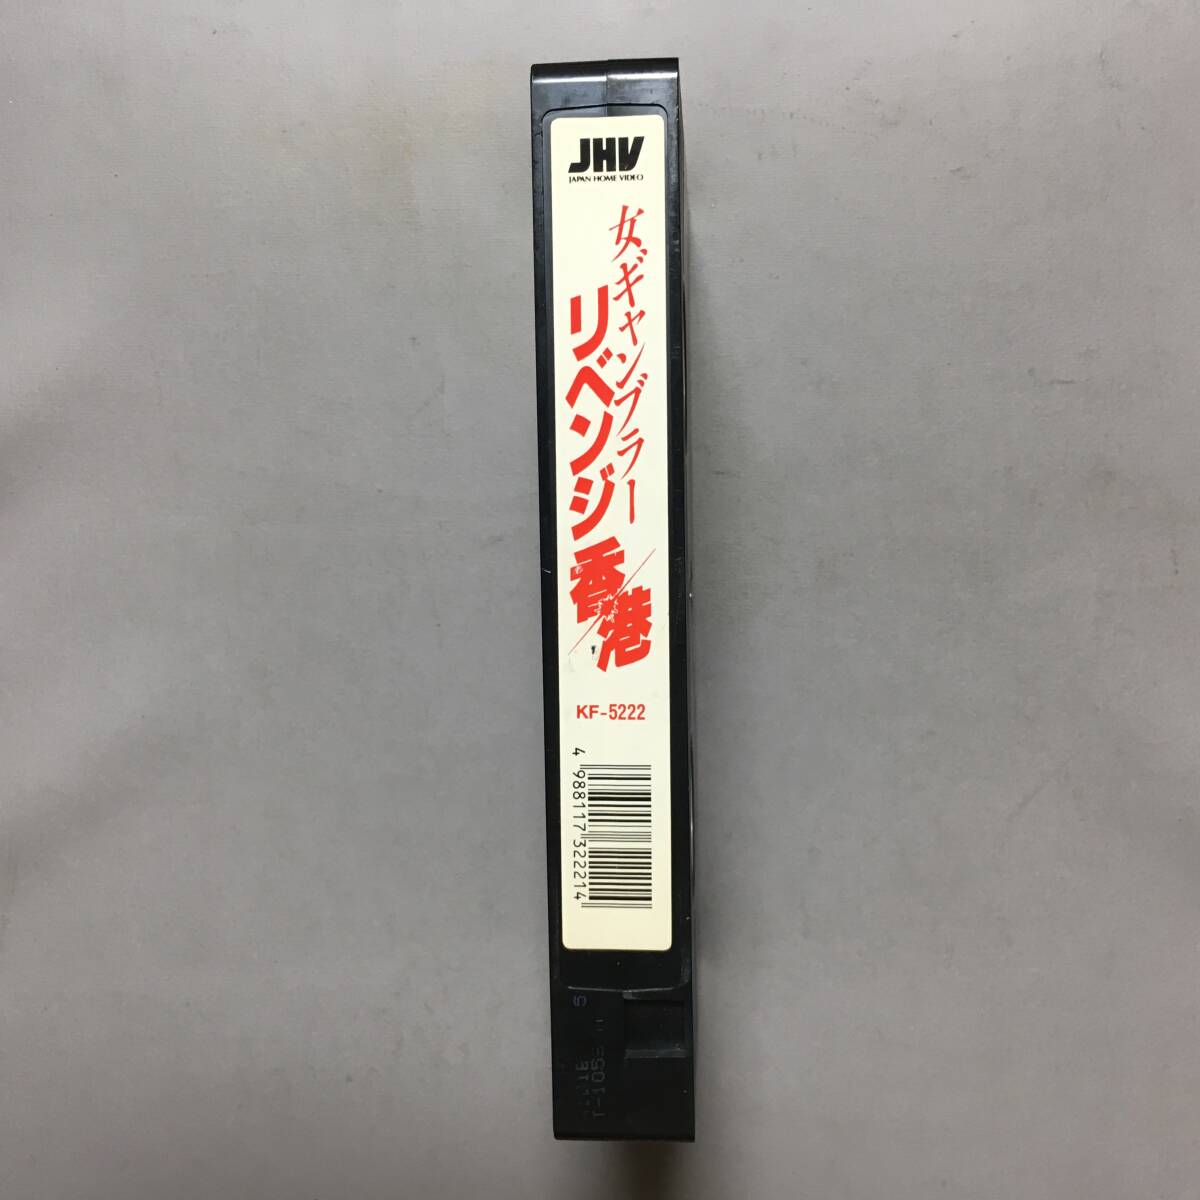 JHV
JAPAN HOME VIDEO
女ギャンブラー
リベンジ香港
KF-5222
4 988117 322214